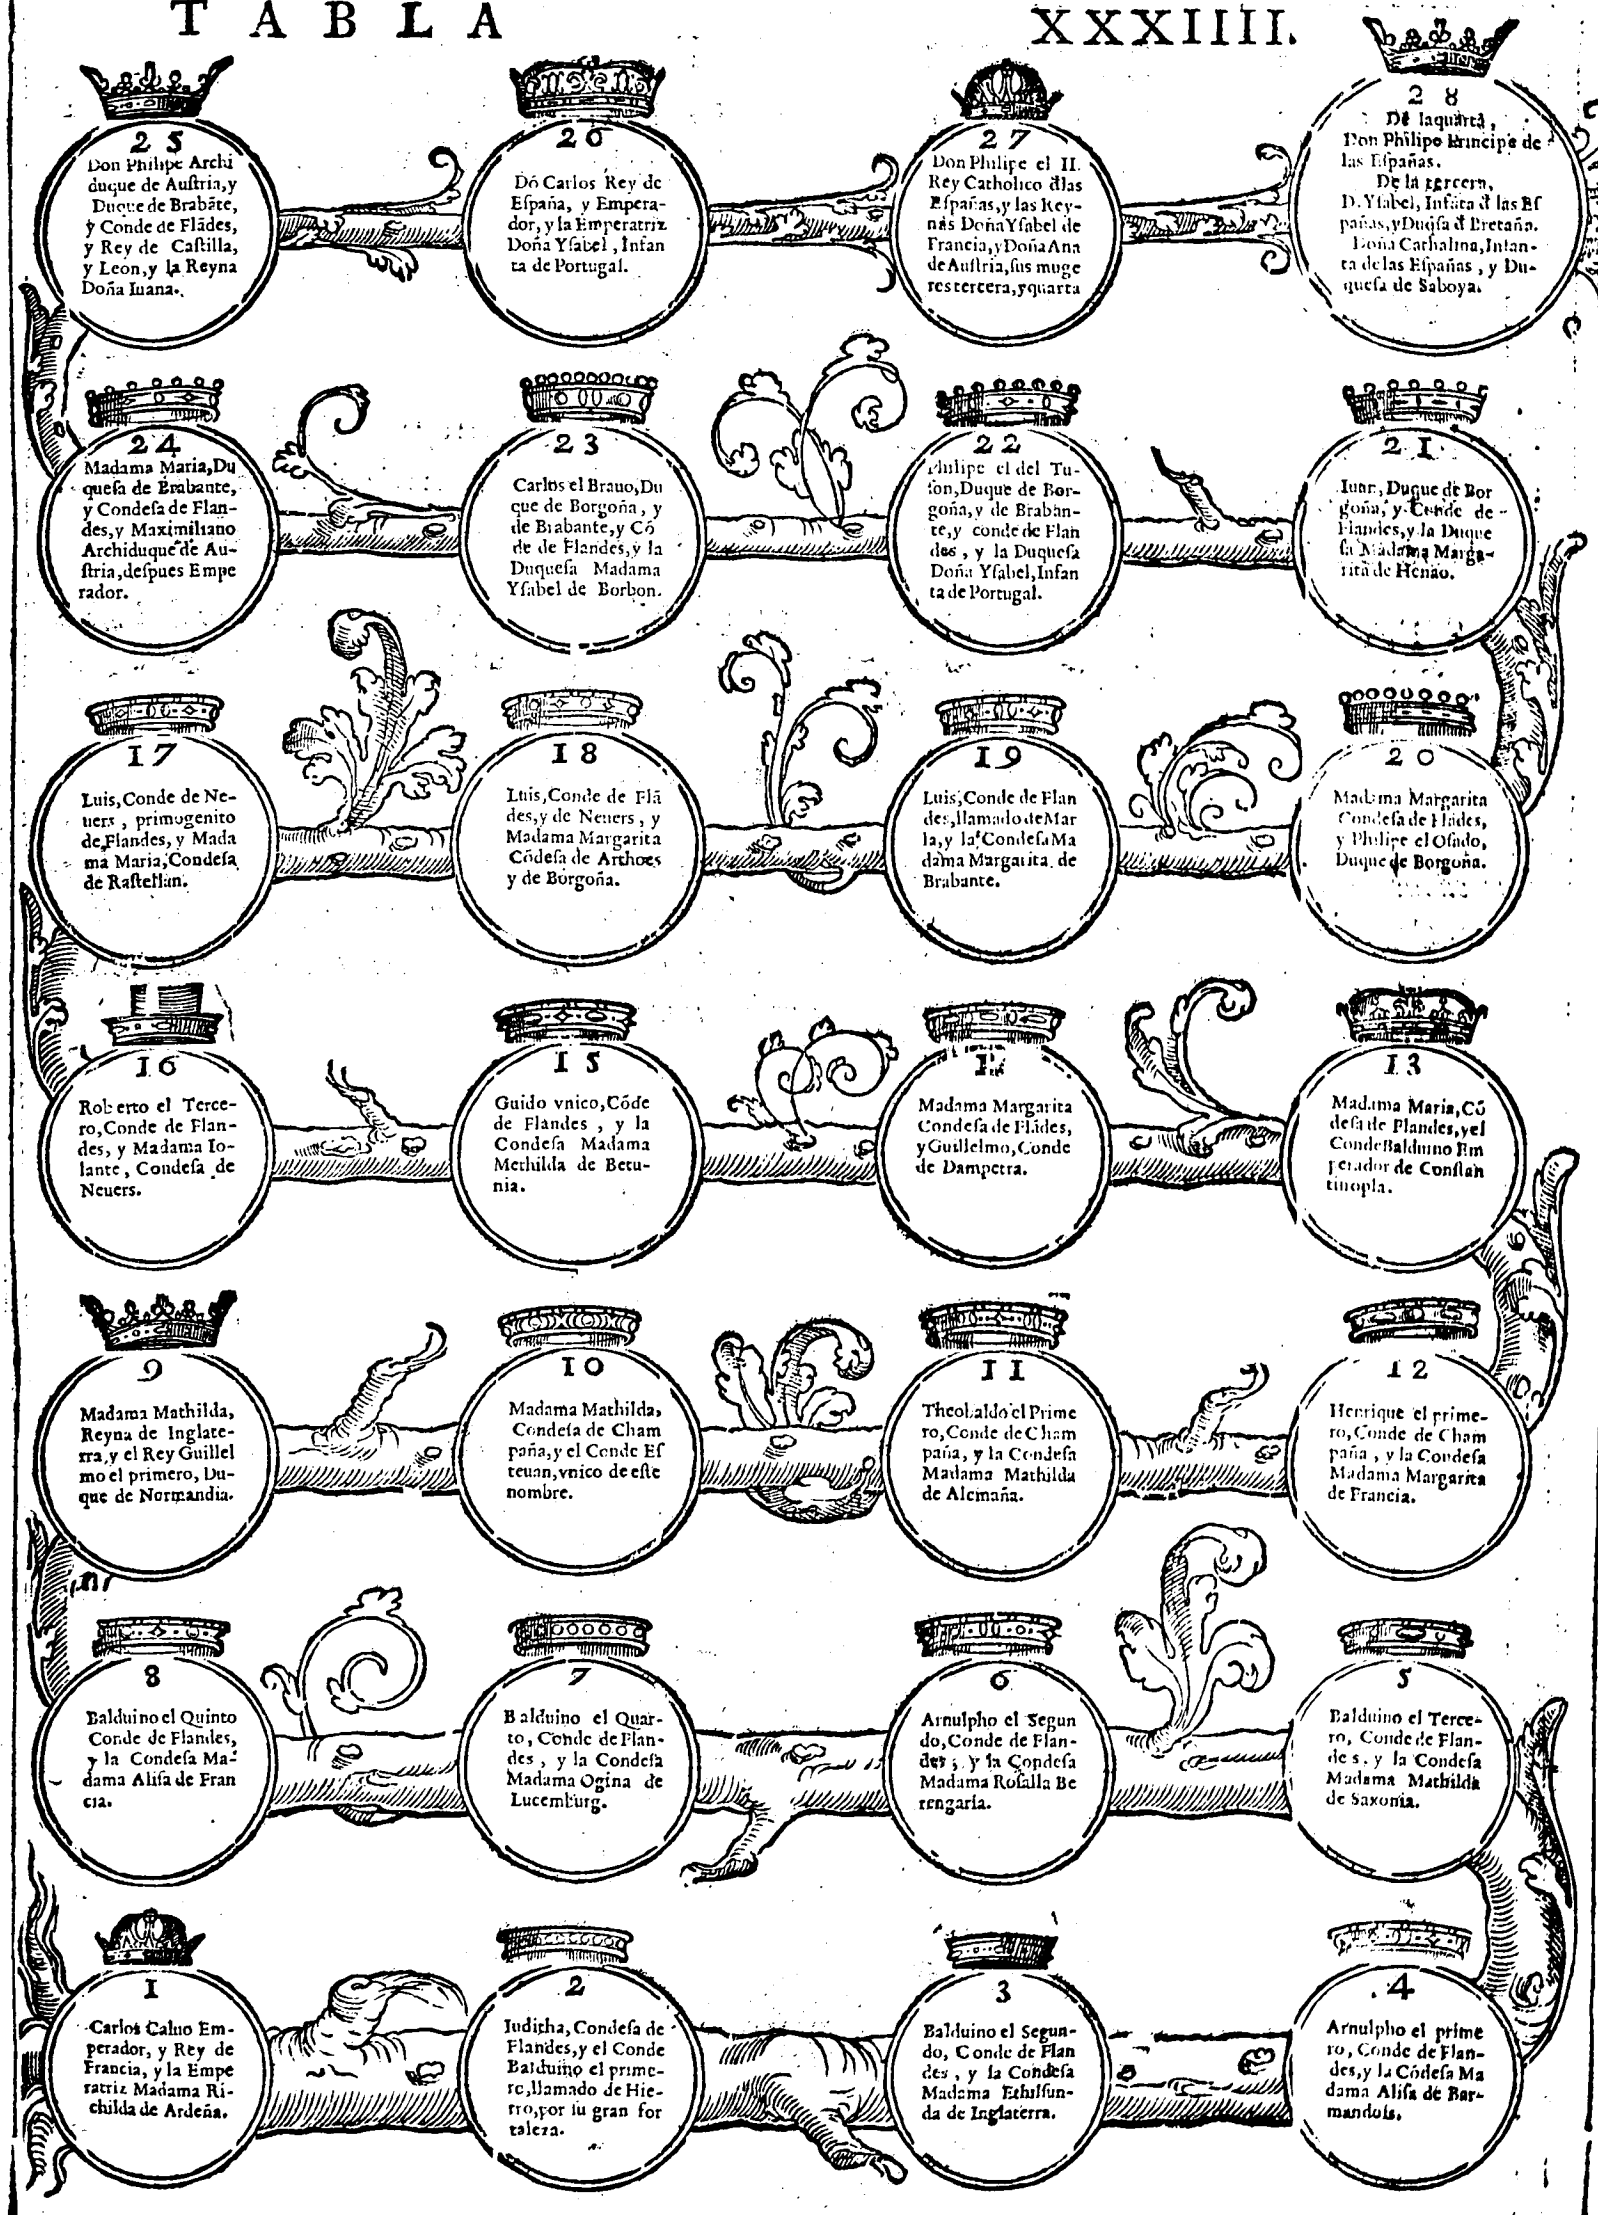 TABLA XXXIIII.
25
Don Philipe Archi
duque de Austria, y
Duque de Brabāte,
y Conde de Flādes,
y Rey de Castilla,
y Leon, y la Reyna
Doña Iuana.
26
Dō Carlos Rey de
España, y Empera-
dor, y la Emperatriz
Doña Ysabel, Infan
ta de Portugal.
27
Don Philipe el II.
Rey Catholico d̃las
Españas, y las Rey-
nas Doña Ysabel de
Francia, y Doña Ana
de Austria, sus muge
res tercera, y quarta
28
De la quarta,
Don Philipo Principe de
las Españas.
De la tercera,
D. Ysabel, Infāta d̃ las Es
pañas, y Duq̃sa d̃ Bretaña.
Doña Cathalina, Infan-
ta de las Españas, y Du-
quesa de Saboya.
24
Madama Maria, Du
quesa de Brabante,
y Condesa de Flan-
des, y Maximiliano
Archiduque de Au-
stria, despues Empe
rador.
23
Carlos el Brauo, Du
que de Borgoña, y
de Brabante, y Cō
de de Flandes, y la
Duquesa Madama
Ysabel de Borbon.
22
Philipe el del Tu-
son, Duque de Bor-
goña, y de Braban-
te, y conde de Flan
des, y la Duquesa
Doña Ysabel, Infan
ta de Portugal.
21
Iuan, Duque de Bor
goña, y Conde de
Flandes, y la Duque
sa Madama Marga-
rita de Henao.
17
Luis, Conde de Ne-
uers, primogenito
de Flandes, y Mada
ma Maria, Condesa
de Rastellan.
18
Luis, Conde de Flā
des, y de Neuers, y
Madama Margarita
Cōdesa de Arthoes
y de Borgoña.
19
Luis, Conde de Flan
des, llamado de Mar
la, y la Condesa Ma
dama Margarita de
Brabante.
20
Madama Margarita
Condesa de Flādes,
y Philipe el Osado,
Duque de Borgoña.
16
Roberto el Terce-
ro, Conde de Flan-
des, y Madama Io-
lante, Condesa de
Neuers.
15
Guido vnico, Cōde
de Flandes, y la
Condesa Madama
Methilda de Betu-
nia.
Madama Margarita
Condesa de Flādes,
y Guillelmo, Conde
de Dampetra.
13
Madama Maria, Cō
desa de Flandes, y el
Conde Balduino Em
perador de Constan
tinopla.
9
Madama Mathilda,
Reyna de Inglate-
rra, y el Rey Guillel
mo el primero, Du-
que de Normandia.
10
Madama Mathilda,
Condesa de Cham
paña, y el Conde Es
teuan, vnico de este
nombre.
11
Theobaldo el Prime
ro, Conde de Cham
paña, y la Condesa
Madama Mathilda
de Alemaña.
12
Henrique el prime-
ro, Conde de Cham
paña, y la Condesa
Madama Margarita
de Francia.
8
Balduino el Quinto
Conde de Flandes,
y la Condesa Ma-
dama Alisa de Fran
cia.
7
Balduino el Quar-
to, Conde de Flan-
des, y la Condesa
Madama Ogina de
Lucemburg.
6
Arnulpho el Segun
do, Conde de Flan-
des, y la Condesa
Madama Rosalla Be
rengaria.
5
Balduino el Terce-
ro, Conde de Flan-
des, y la Condesa
Madama Mathilda
de Saxonia.
1
Carlos Caluo Em-
perador, y Rey de
Francia, y la Empe
ratriz Madama Ri-
childa de Ardeña.
2
Iuditha, Condesa de
Flandes, y el Conde
Balduino el prime-
ro, llamado de Hie-
rro, por su gran for
taleza.
3
Balduino el Segun-
do, Conde de Flan
des, y la Condesa
Madama Ethilfun-
da de Inglaterra.
4
Arnulpho el prime
ro, Conde de Flan-
des, y la Cōdesa Ma
dama Alisa de Bar-
mandois.